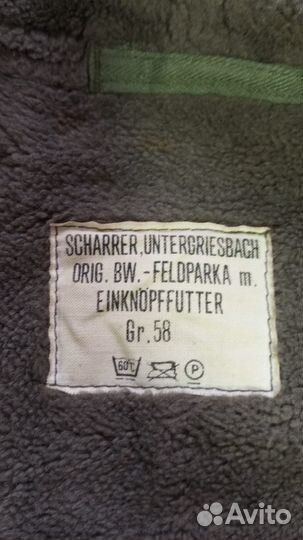 SCHARRER, UNTERGRIESBACH
ORIG. BW.-FELDPARKA m.
EINKNÖPFFUTTER
Gr. 58
60° P
Avito